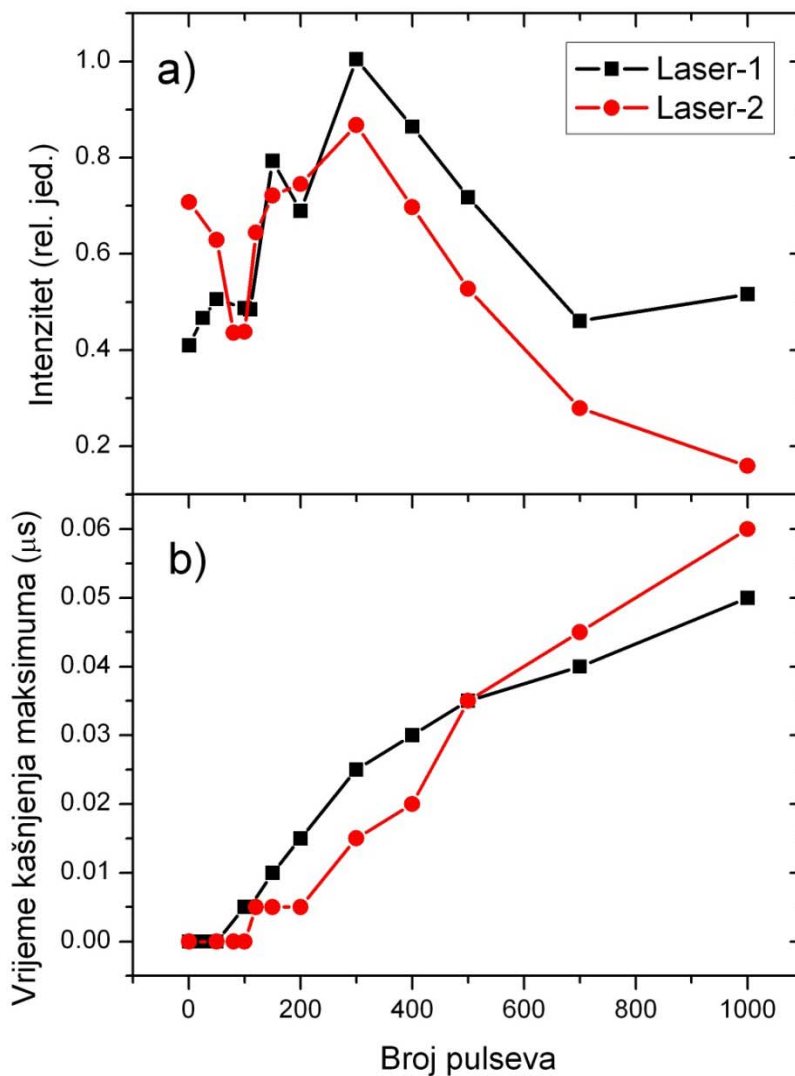 a)
Laser-1
Laser-2
1.0
0.8
0.6
0.4
0.2
Intenzitet (rel. jed.)
b)
0.06
0.05
0.04
0.03
0.02
0.01
0.00
Vrijeme kašnjenja maksimuma (μs)
0 200 400 600 800 1000
Broj pulseva